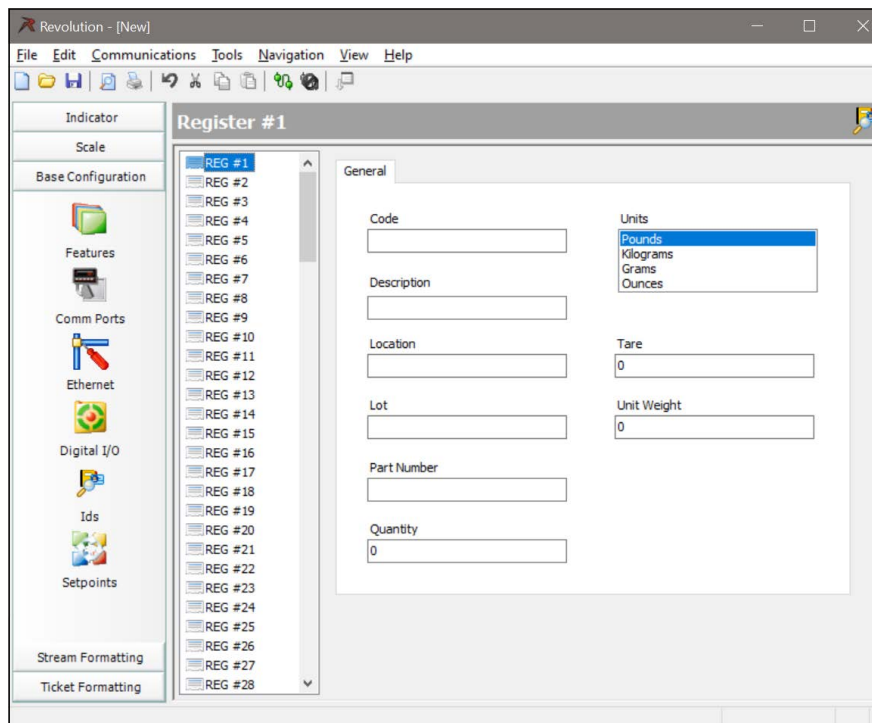 Revolution - [New]
File Edit Communications Tools Navigation View Help
Indicator
Scale
Base Configuration
Features
Comm Ports
Ethernet
Digital I/O
Ids
Setpoints
Stream Formatting
Ticket Formatting
Register #1
REG #1
REG #2
REG #3
REG #4
REG #5
REG #6
REG #7
REG #8
REG #9
REG #10
REG #11
REG #12
REG #13
REG #14
REG #15
REG #16
REG #17
REG #18
REG #19
REG #20
REG #21
REG #22
REG #23
REG #24
REG #25
REG #26
REG #27
REG #28
General
Code
Description
Location
Lot
Part Number
Quantity
0
Units
Pounds
Kilograms
Grams
Ounces
Tare
0
Unit Weight
0